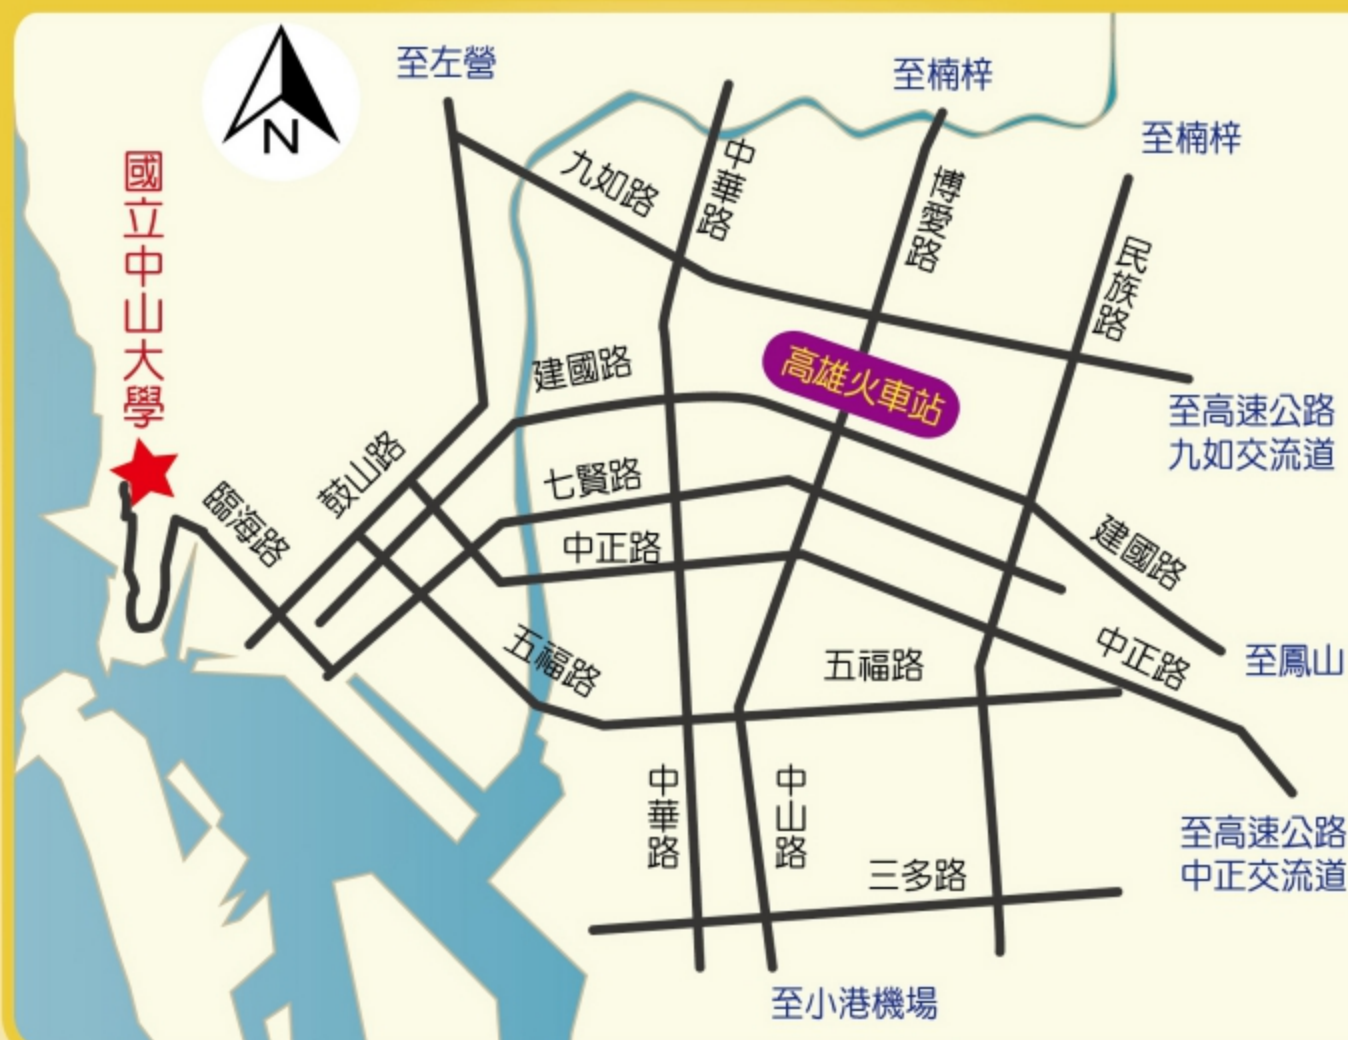 至左營
至楠梓
至楠梓
N
國立中山大學
九如路
中華路
博愛路
民族路
建國路
高雄火車站
至高速公路
九如交流道
鼓山路
七賢路
臨海路
中正路
建國路
五福路
五福路
中正路
至鳳山
中華路
中山路
三多路
至高速公路
中正交流道
至小港機場